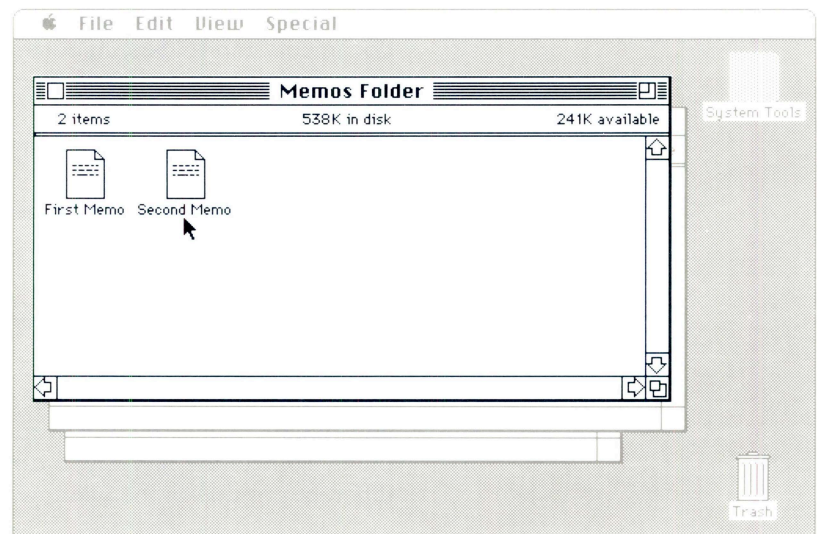 File Edit View Special
System Tools
Memos Folder
2 items 538K in disk 241K available
First Memo Second Memo
Trash